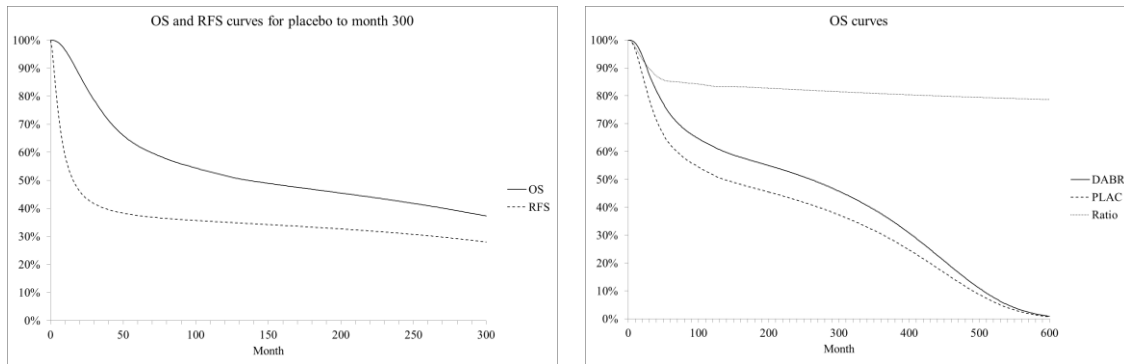 OS and RFS curves for placebo to month 300
100%
90%
80%
70%
60%
50%
40%
30%
20%
10%
0%
0 50 100 150 200 250 300
Month
OS
RFS
OS curves
100%
90%
80%
70%
60%
50%
40%
30%
20%
10%
0%
0 100 200 300 400 500 600
Month
DABR
PLAC
Ratio